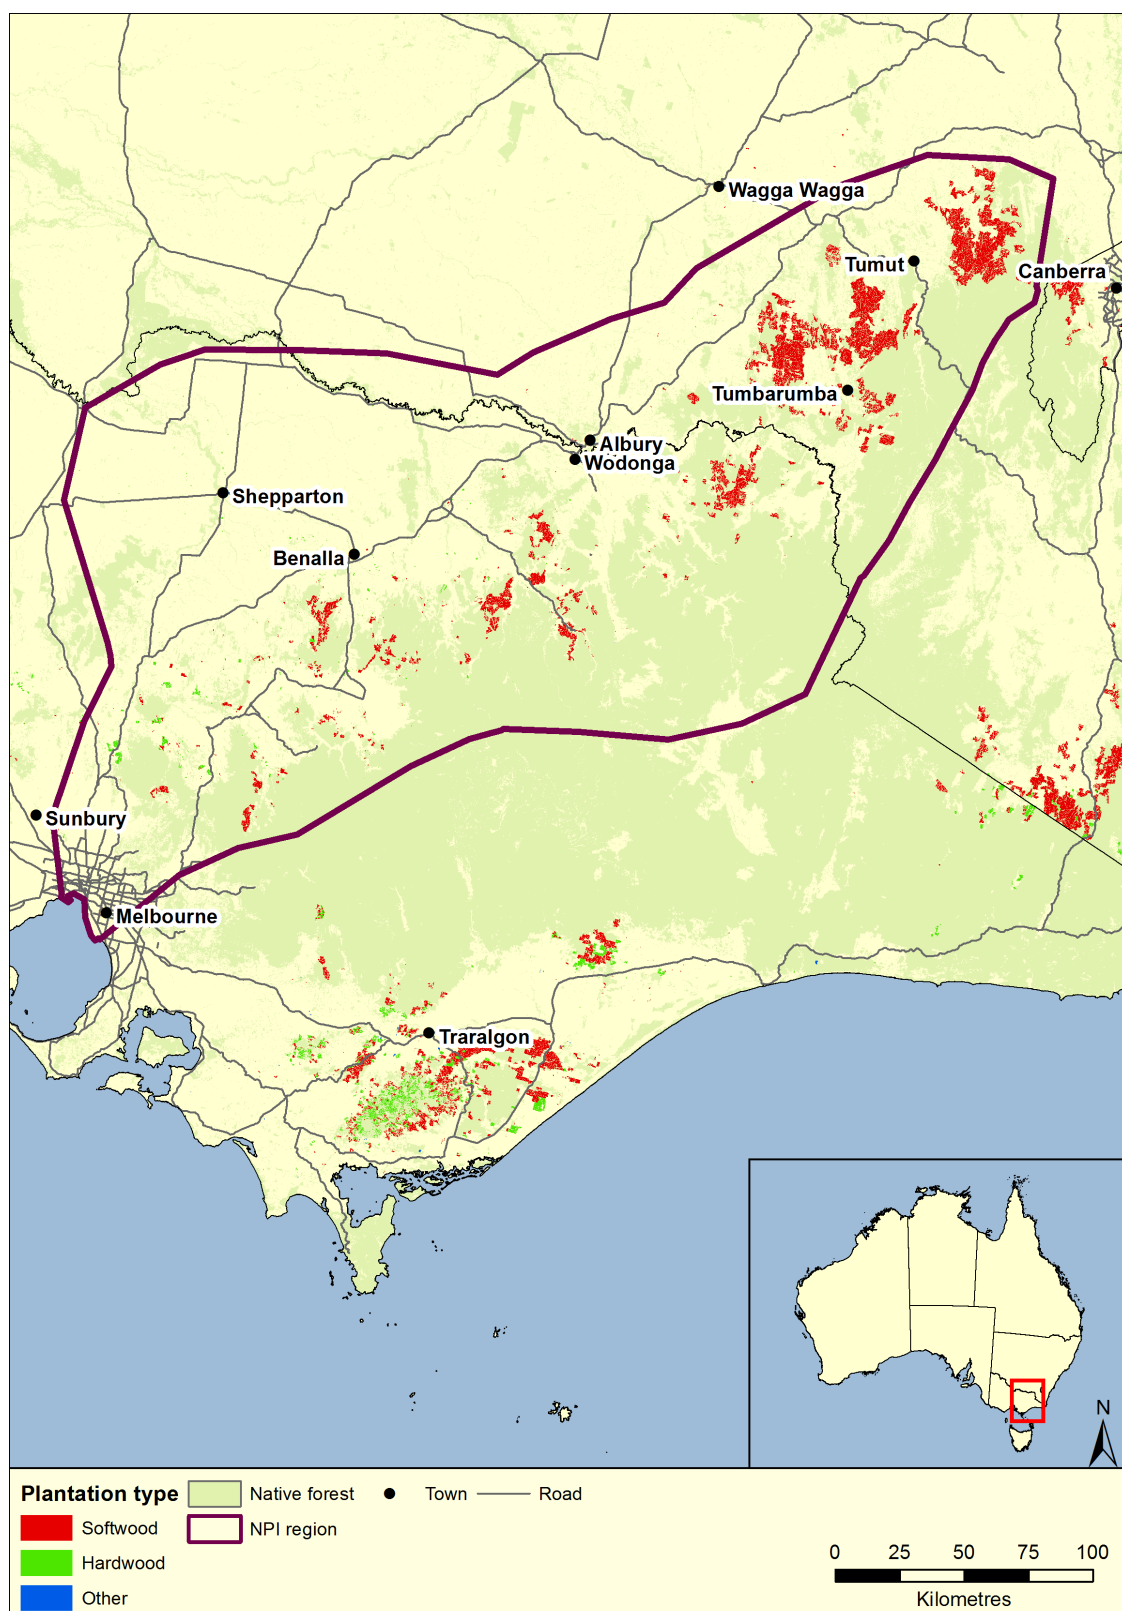 Wagga Wagga
Tumut
Canberra
Tumbarumba
Albury
Wodonga
Shepparton
Benalla
Sunbury
Melbourne
Traralgon
N
Plantation type
Native forest
Town
Road
Softwood
NPI region
Hardwood
Other
0 25 50 75 100
Kilometres